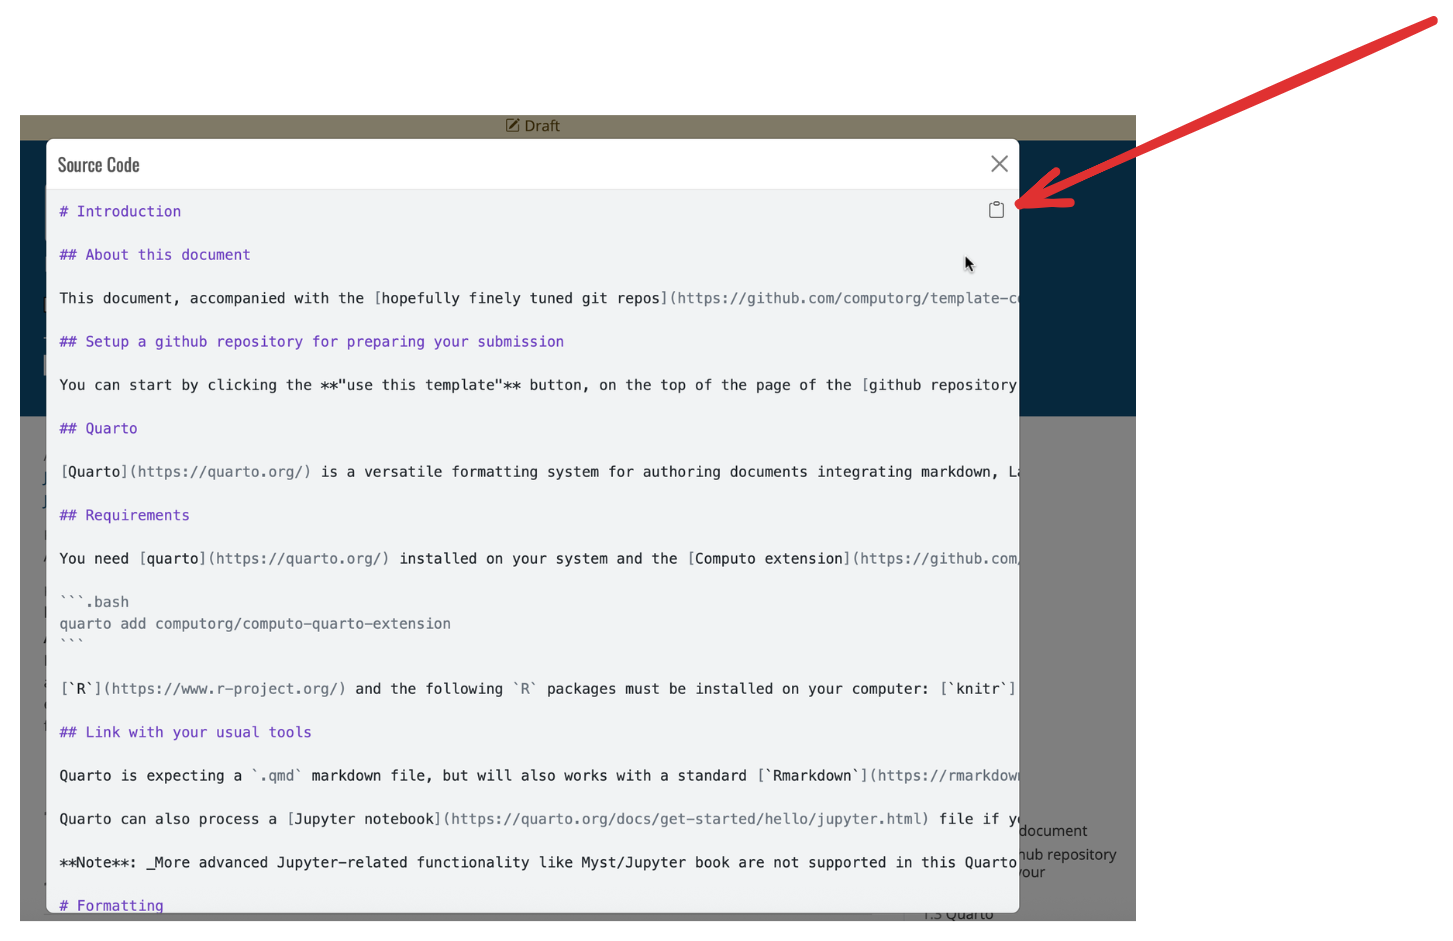 Draft
Source Code
# Introduction
## About this document
This document, accompanied with the [hopefully finely tuned git repos](https://github.com/computorg/template-c
## Setup a github repository for preparing your submission
You can start by clicking the **"use this template"** button, on the top of the page of the [github repository
## Quarto
[Quarto](https://quarto.org/) is a versatile formatting system for authoring documents integrating markdown, La
## Requirements
You need [quarto](https://quarto.org/) installed on your system and the [Computo extension](https://github.com/
```.bash
quarto add computorg/computo-quarto-extension
```
[`R`](https://www.r-project.org/) and the following `R` packages must be installed on your computer: [`knitr`]
## Link with your usual tools
Quarto is expecting a `.qmd` markdown file, but will also works with a standard [`Rmarkdown`](https://rmarkdown
Quarto can also process a [Jupyter notebook](https://quarto.org/docs/get-started/hello/jupyter.html) file if y
**Note**: _More advanced Jupyter-related functionality like Myst/Jupyter book are not supported in this Quarto
# Formatting
document
hub repository
your
1.3 Quarto